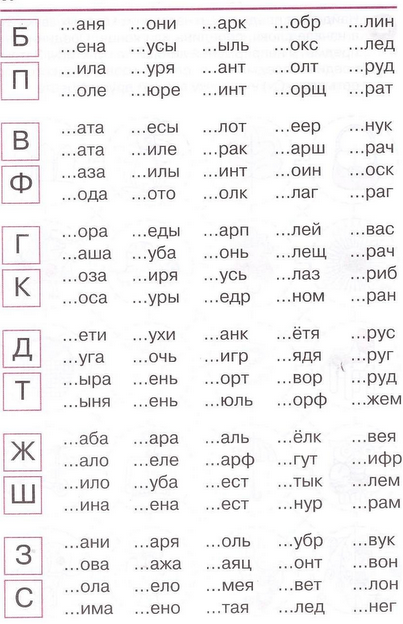 Б
...аня ...они ...арк ...обр ...лин
...ена ...усы ...ыль ...окс ...лед
П
...ила ...уря ...ант ...олт ...руд
...оле ...юре ...инт ...орщ ...рат
В
...ата ...есы ...лот ...еер ...нук
...ата ...иле ...рак ...арш ...рач
Ф
...аза ...илы ...инт ...оин ...оск
...ода ...ото ...олк ...лаг ...раг
Г
...ора ...еды ...арп ...лей ...вас
...аша ...уба ...онь ...лещ ...рач
К
...оза ...иря ...усь ...лаз ...риб
...оса ...уры ...едр ...ном ...ран
Д
...ети ...ухи ...анк ...ётя ...рус
...уга ...очь ...игр ...ядя ...руг
Т
...ыра ...ень ...орт ...вор ...руд
...ыня ...ень ...юль ...орф ...жем
Ж
...аба ...ара ...аль ...ёлк ...вея
...ало ...еле ...арф ...гут ...ифр
Ш
...ило ...уба ...ест ...тык ...лем
...ина ...ена ...ест ...нур ...рам
З
...ани ...аря ...оль ...убр ...вук
...ова ...ажа ...аяц ...онт ...вон
С
...ола ...ело ...мея ...вет ...лон
...има ...ено ...тая ...лед ...нег